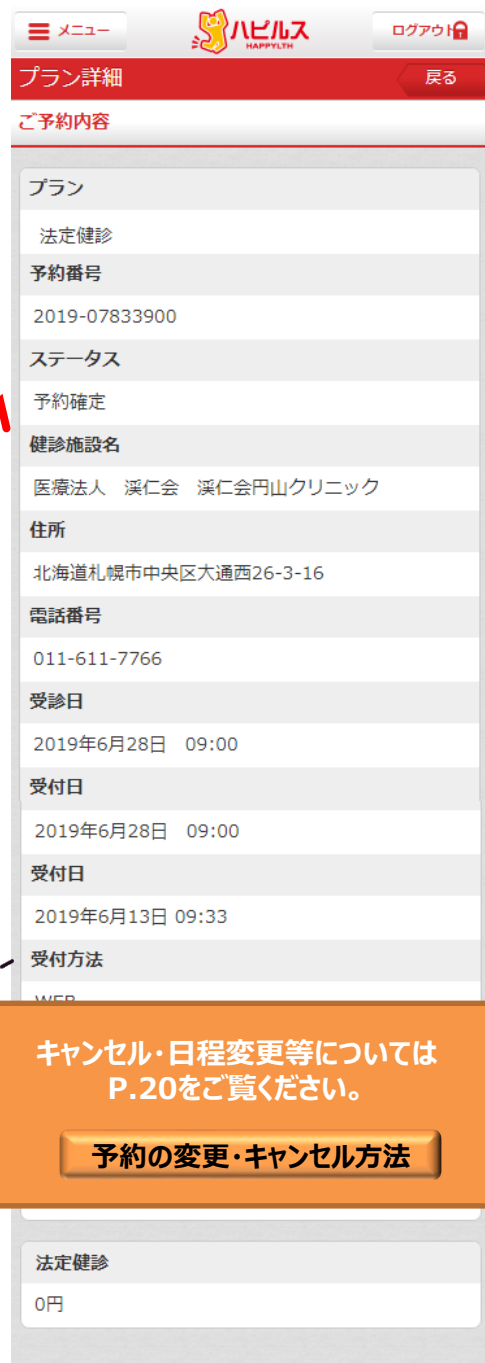 メニュー
ハピルス
HAPPYLTH
ログアウト
プラン詳細
戻る
ご予約内容
プラン
法定健診
予約番号
2019-07833900
ステータス
予約確定
健診施設名
医療法人　渓仁会　渓仁会円山クリニック
住所
北海道札幌市中央区大通西26-3-16
電話番号
011-611-7766
受診日
2019年6月28日　09:00
受付日
2019年6月28日　09:00
受付日
2019年6月13日 09:33
受付方法
WEB
キャンセル・日程変更等については
P.20をご覧ください。
予約の変更・キャンセル方法
法定健診
0円